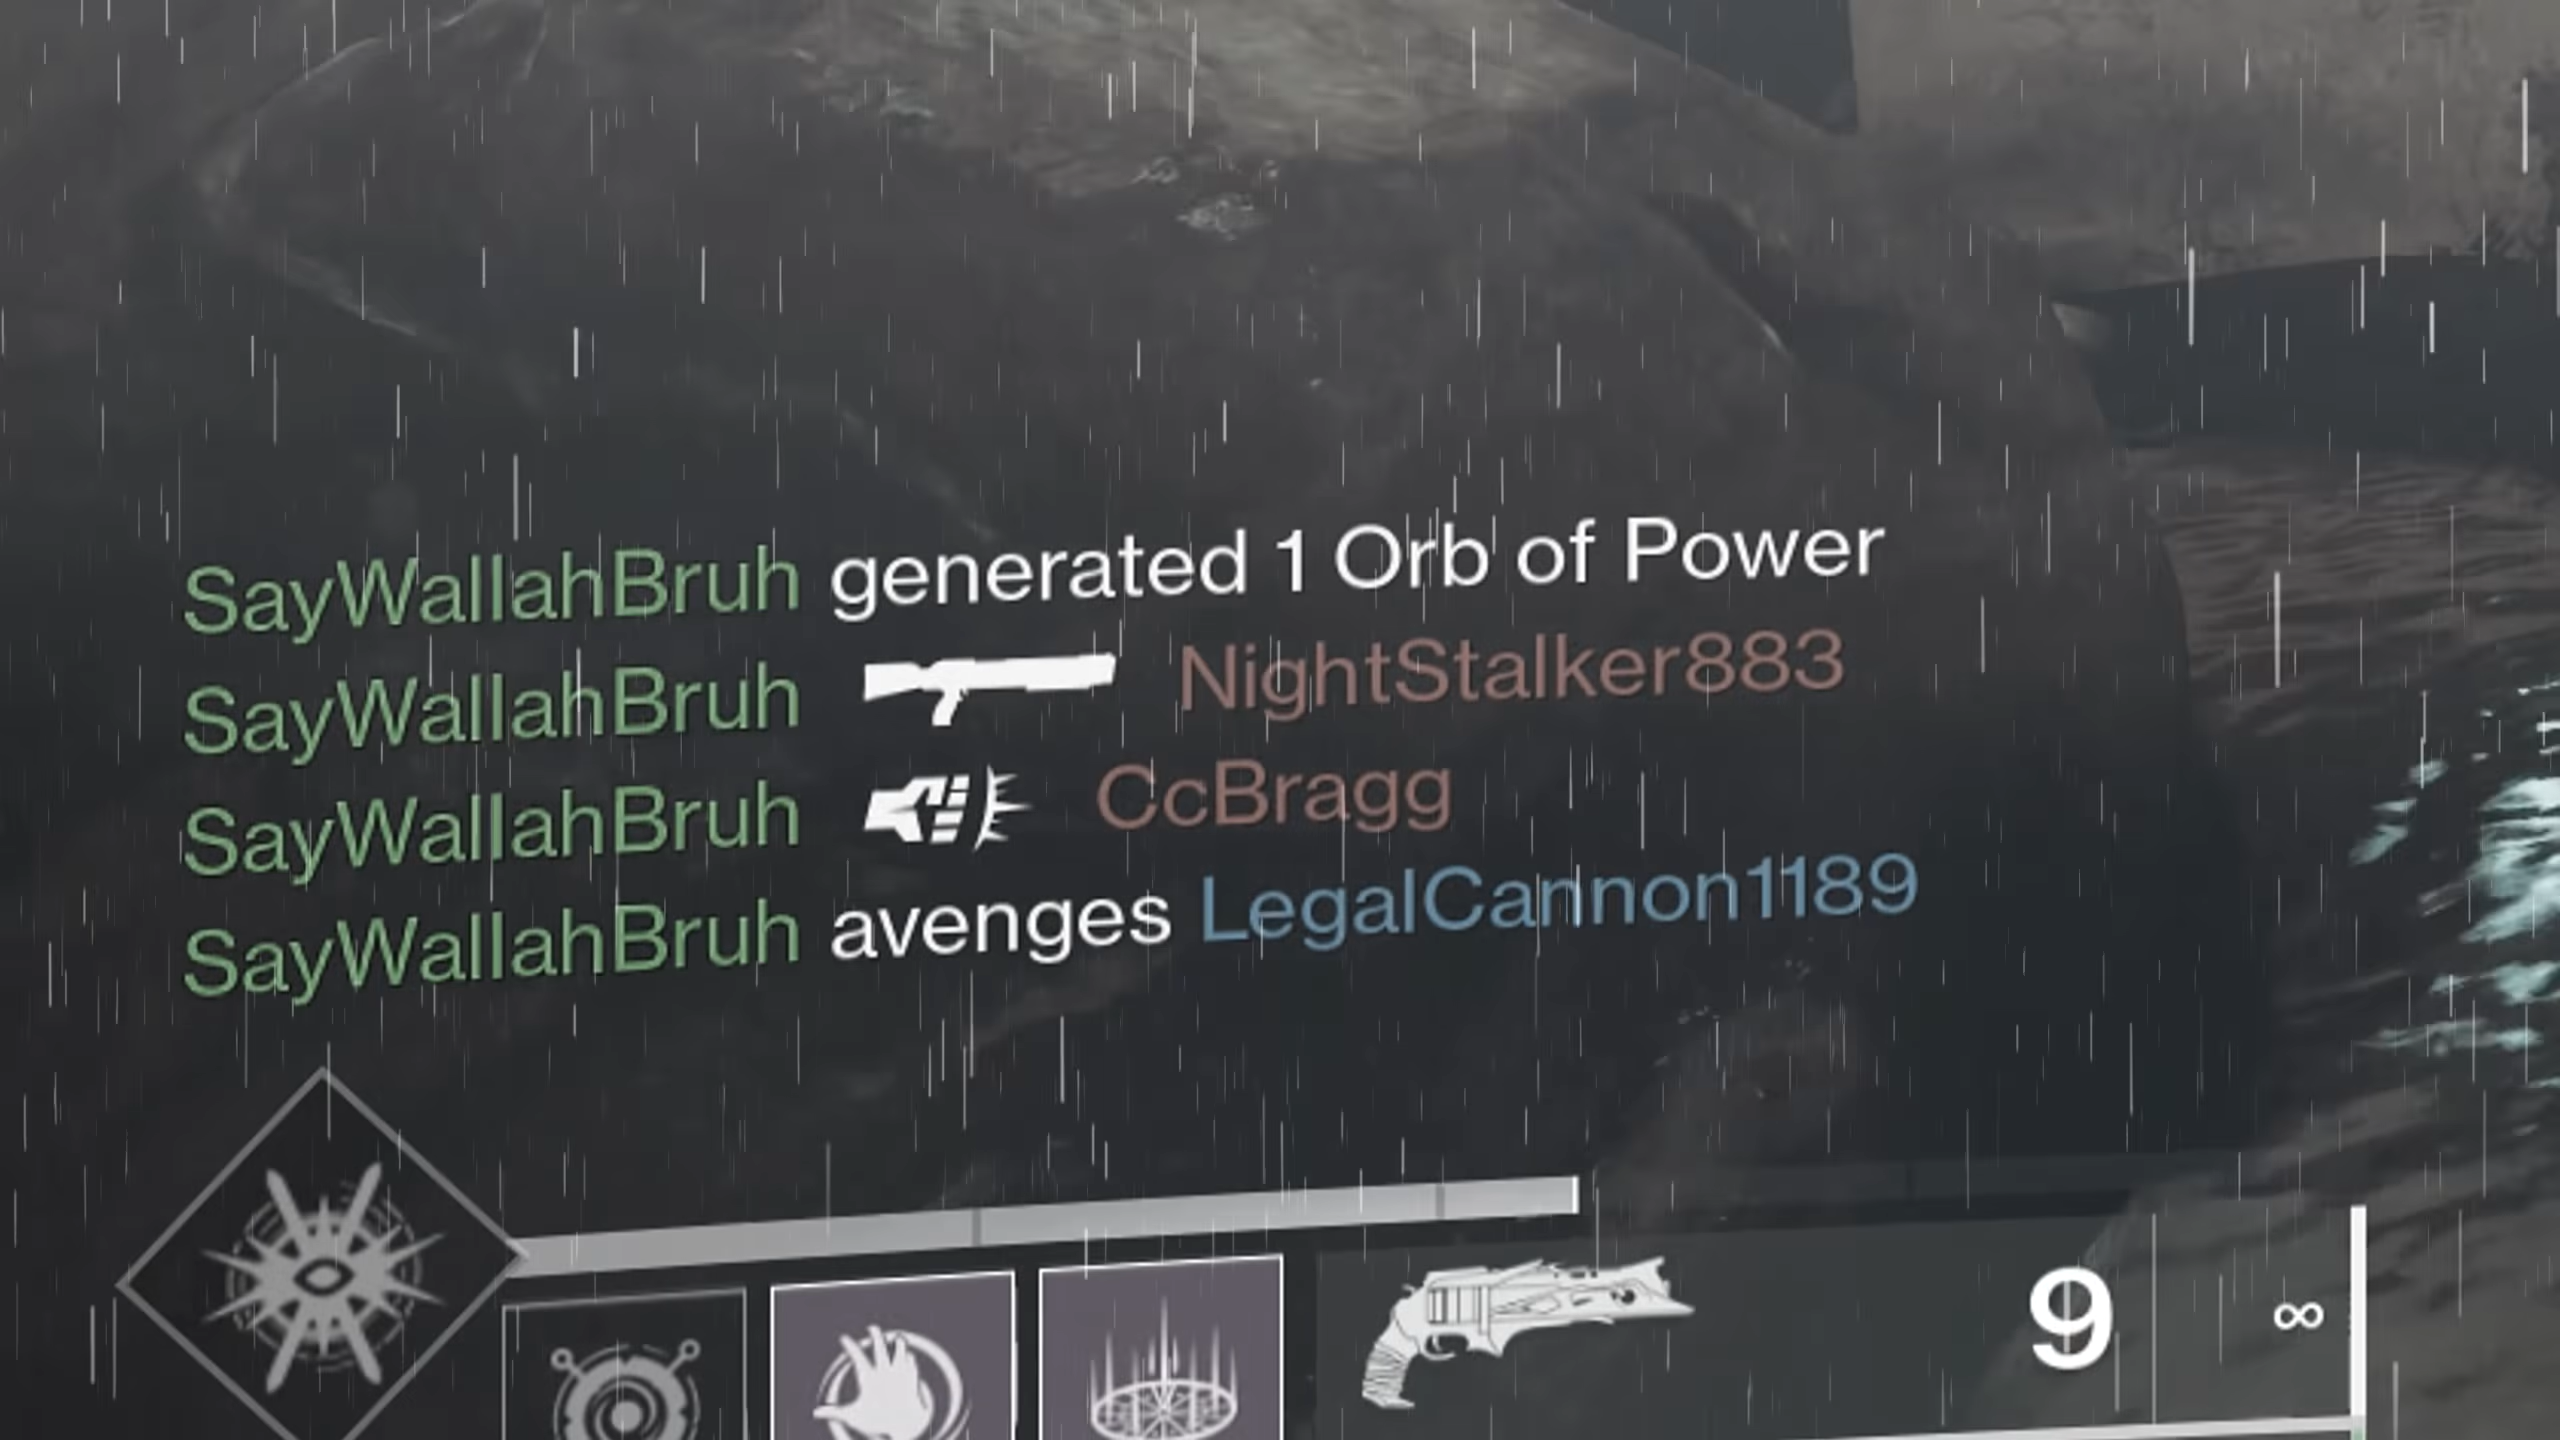 SayWallahBruh generated 1 Orb of Power
SayWallahBruh NightStalker883
SayWallahBruh CcBragg
SayWallahBruh avenges LegalCannon1189
9 ∞